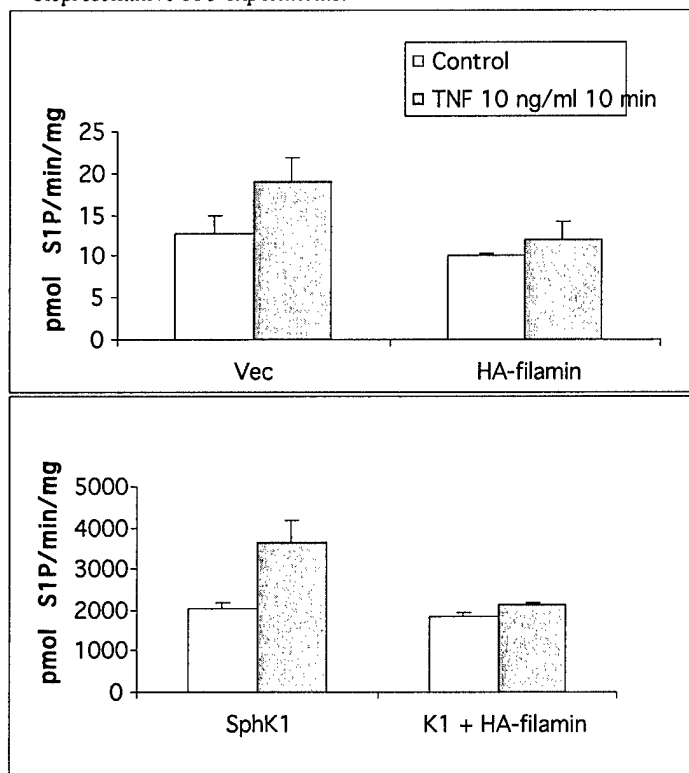 Control
TNF 10 ng/ml 10 min
pmol S1P/min/mg
25
20
15
10
5
0
Vec HA-filamin
pmol S1P/min/mg
5000
4000
3000
2000
1000
0
SphK1 K1 + HA-filamin